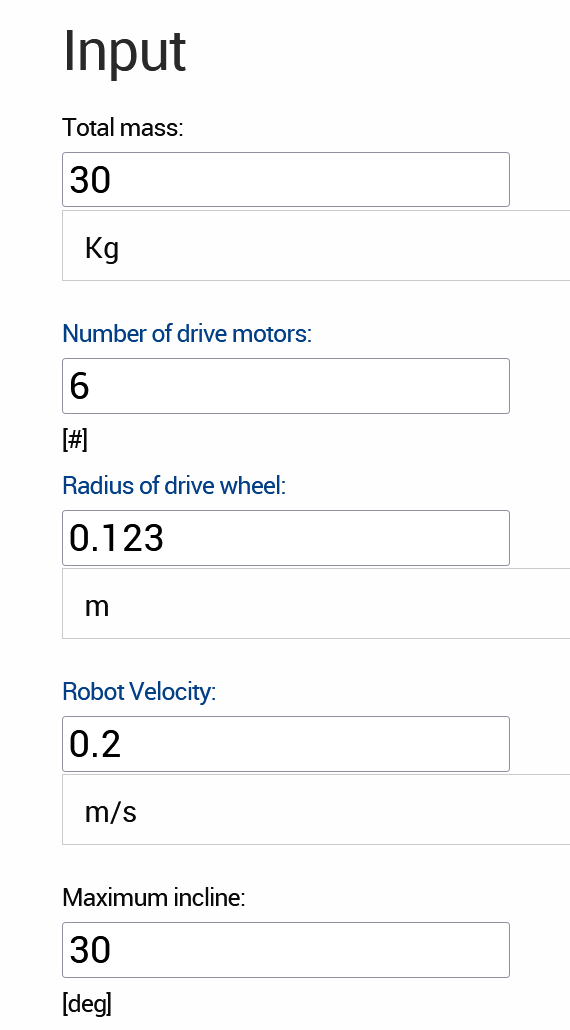 Input
Total mass:
30
Kg
Number of drive motors:
6
[#]
Radius of drive wheel:
0.123
m
Robot Velocity:
0.2
m/s
Maximum incline:
30
[deg]